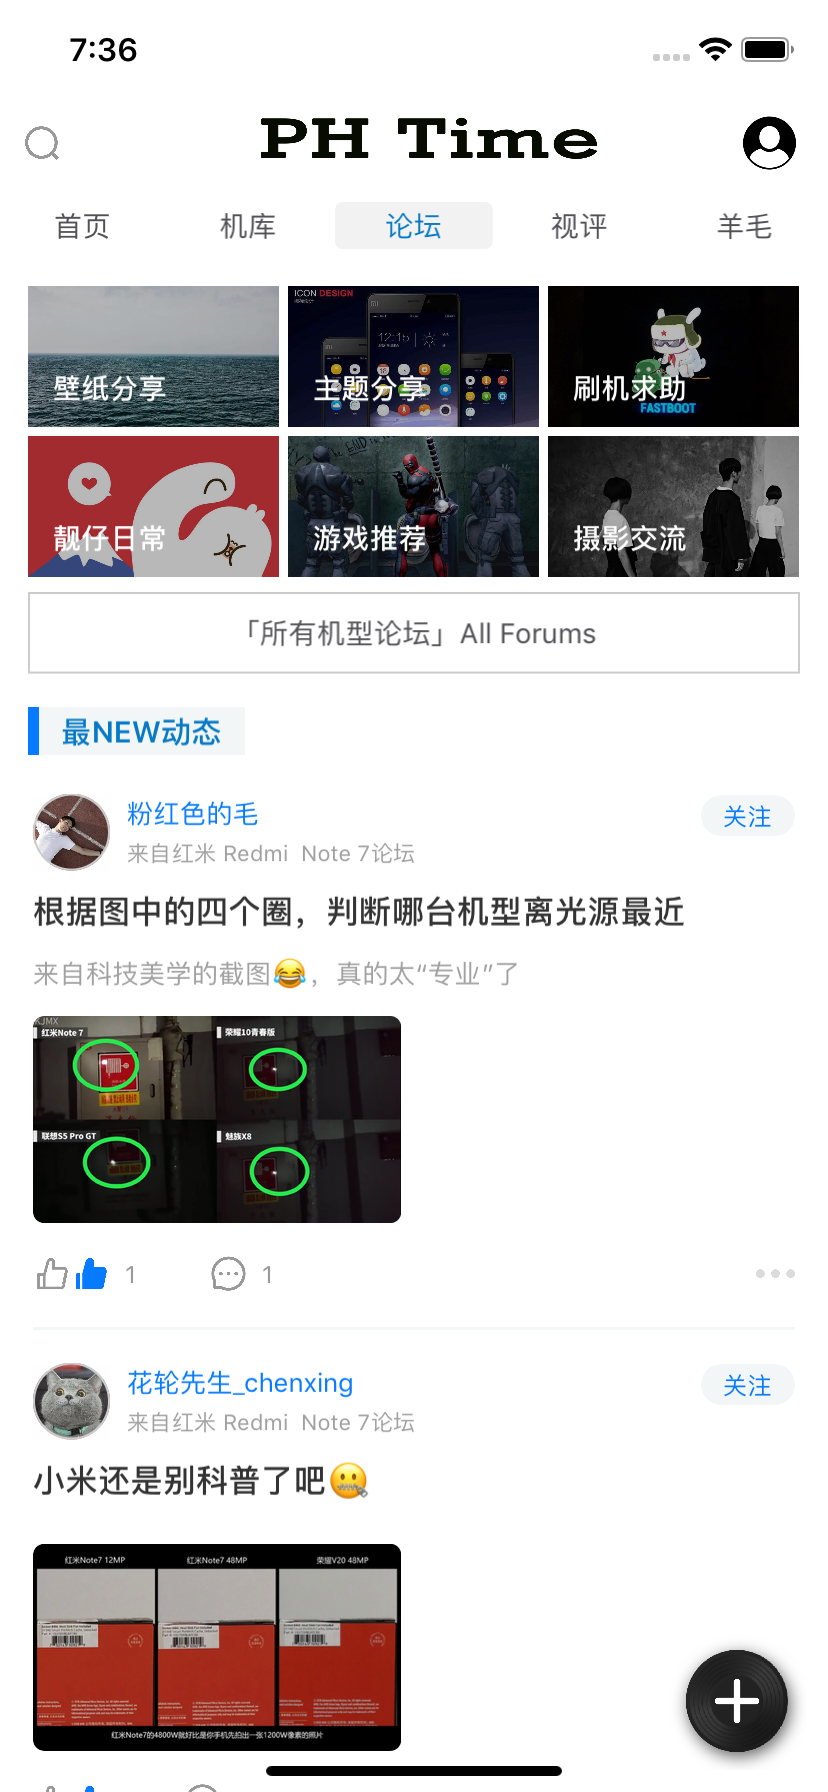 7:36
PH Time
首页
机库
论坛
视评
羊毛
ICON DESIGN
12:15
壁纸分享
主题分享
刷机求助
FASTBOOT
靓仔日常
游戏推荐
摄影交流
「所有机型论坛」All Forums
最NEW动态
粉红色的毛
关注
来自红米 Redmi Note 7论坛
根据图中的四个圈，判断哪台机型离光源最近
来自科技美学的截图😂，真的太“专业”了
KJMX
红米Note 7
荣耀10青春版
联想S5 Pro GT
魅族X8
1
1
花轮先生_chenxing
关注
来自红米 Redmi Note 7论坛
小米还是别科普了吧🤐
红米Note7 12MP
红米Note7 48MP
荣耀V20 48MP
红米Note7的4800W就好比是你手机先拍出一张1200W像素的照片